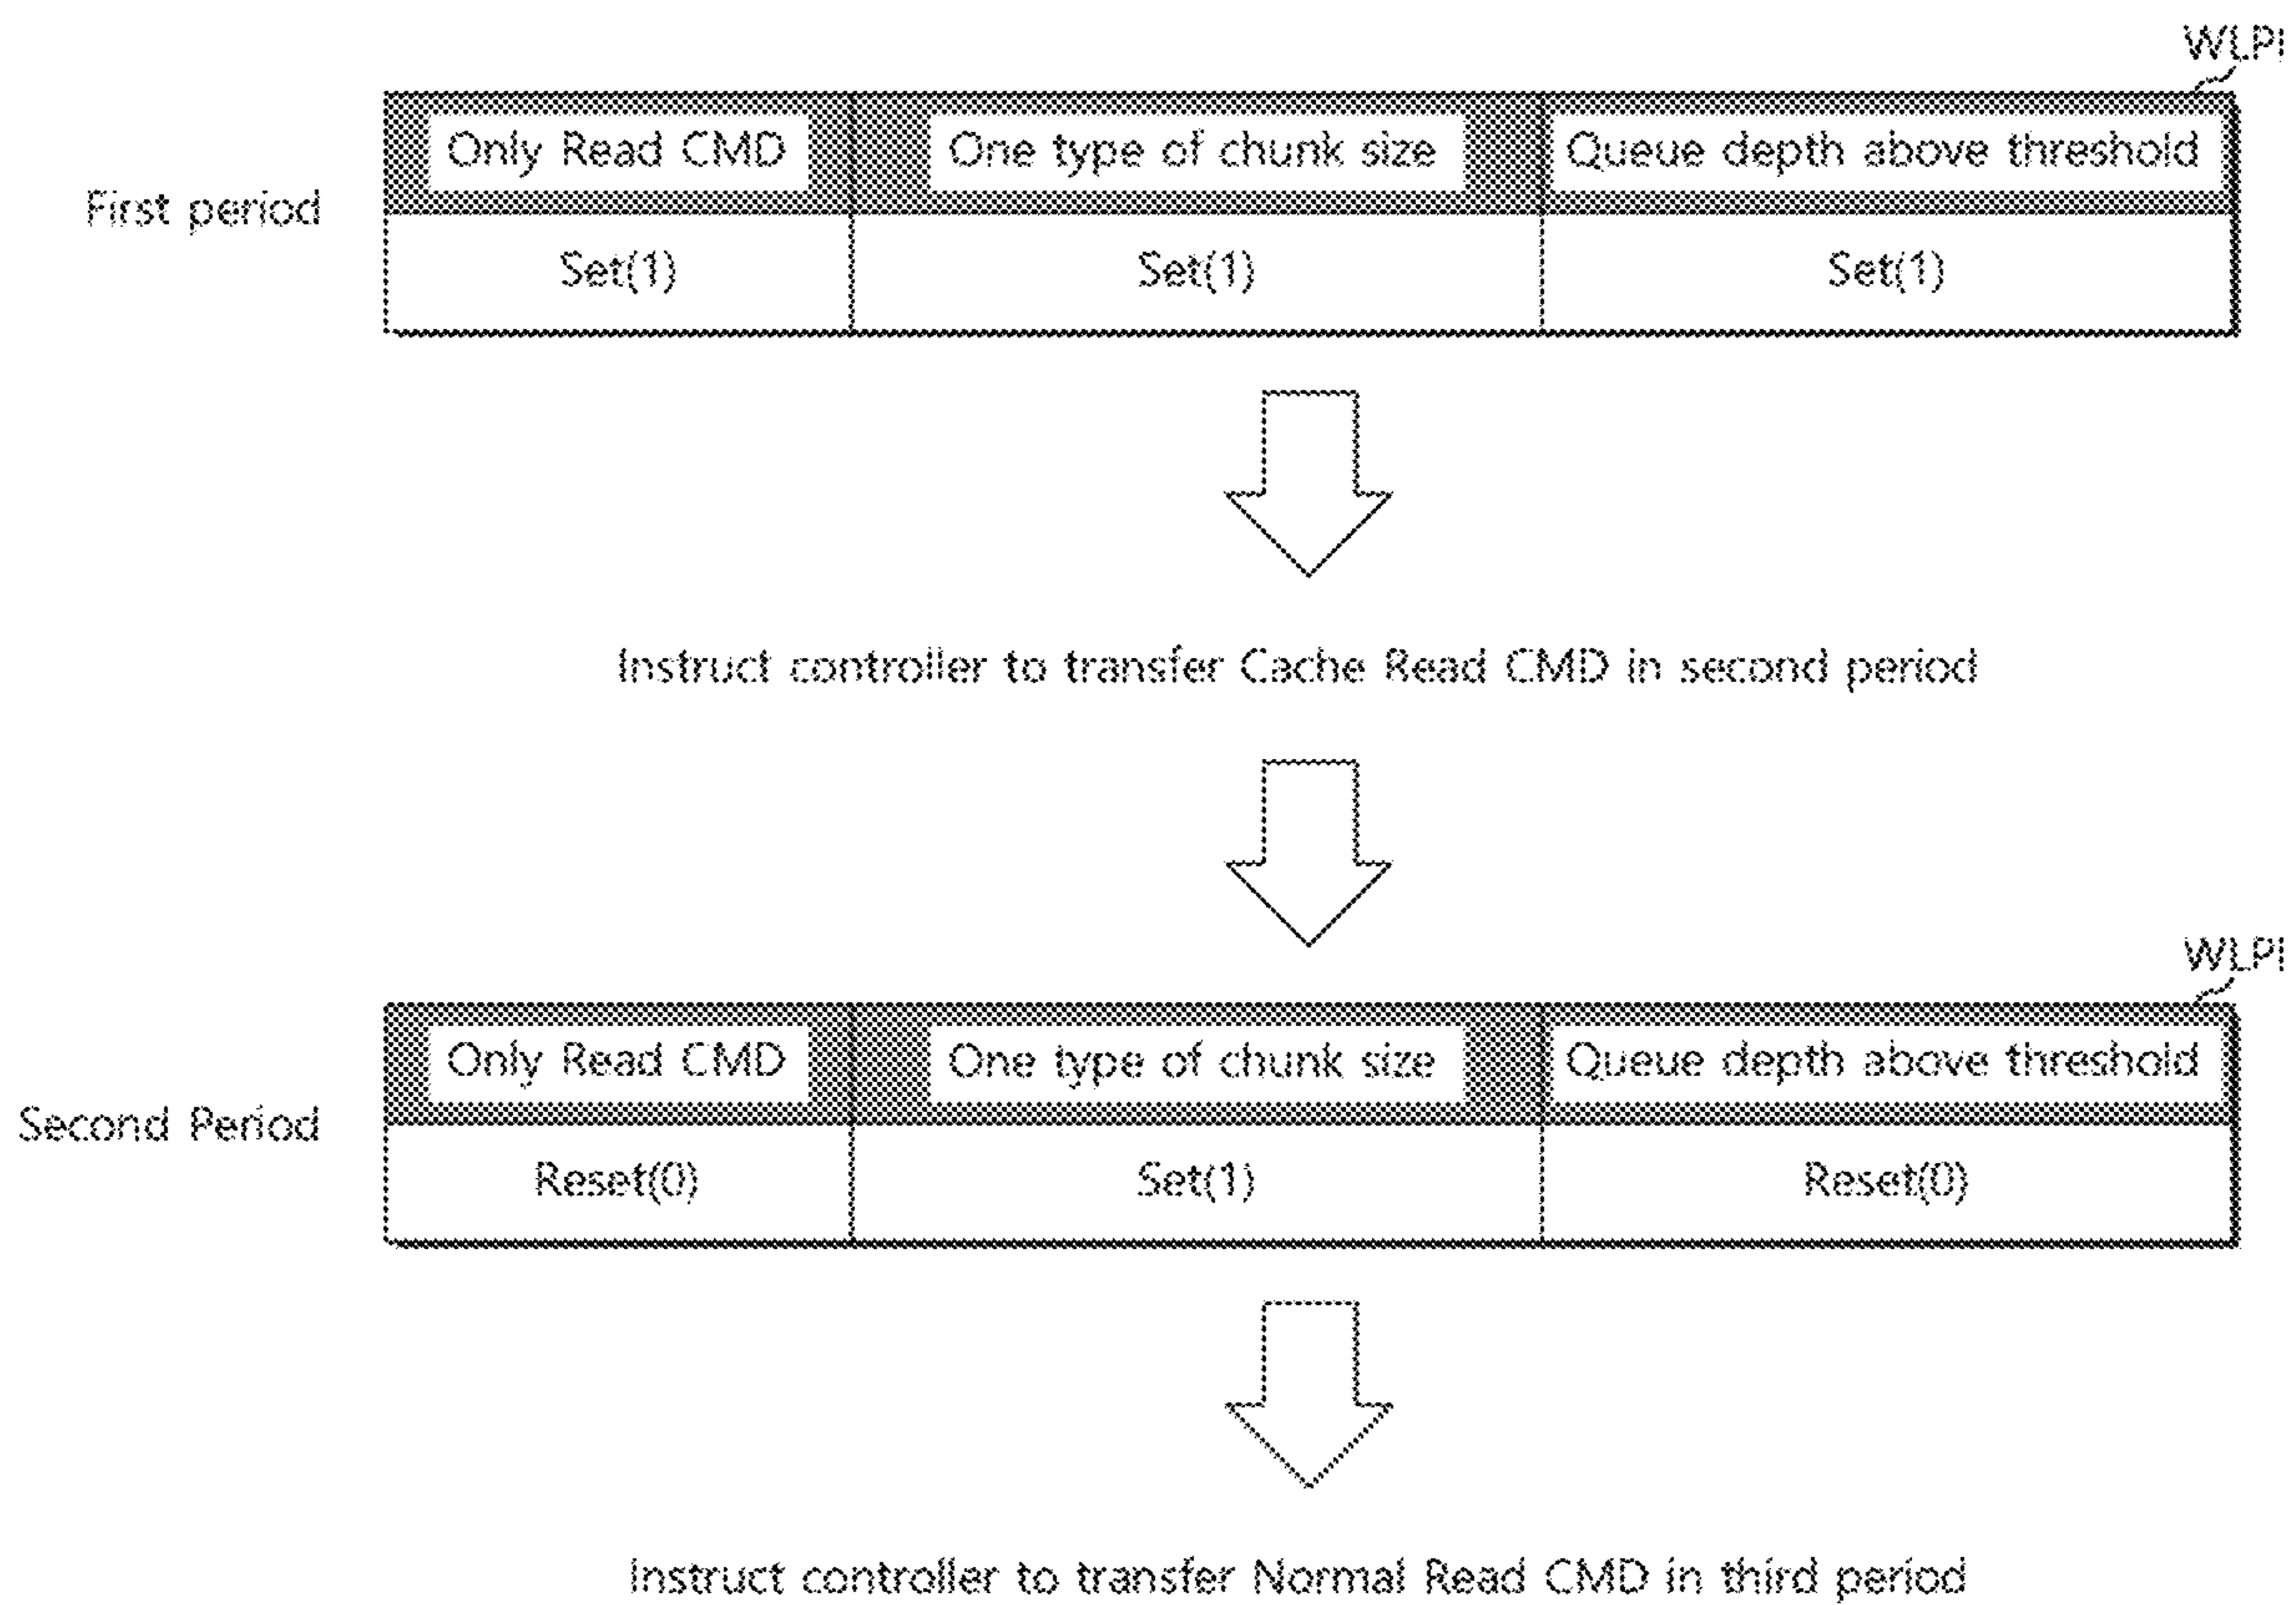 WLPI
Only Read CMD One type of chunk size Queue depth above threshold
First period
Set(1) Set(1) Set(1)
Instruct controller to transfer Cache Read CMD in second period
WLPI
Only Read CMD One type of chunk size Queue depth above threshold
Second Period
Reset(0) Set(1) Reset(0)
Instruct controller to transfer Normal Read CMD in third period